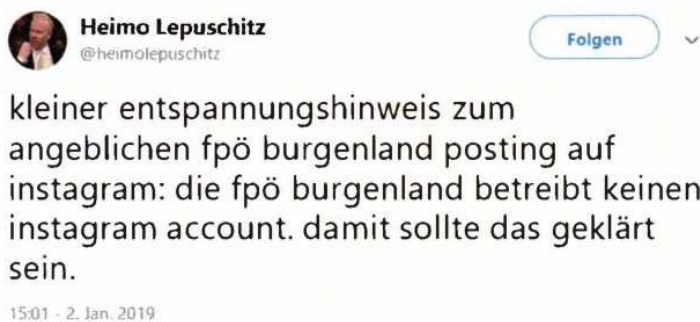 Heimo Lepuschitz
@heimolepuschitz
Folgen
kleiner entspannungshinweis zum
angeblichen fpö burgenland posting auf
instagram: die fpö burgenland betreibt keinen
instagram account. damit sollte das geklärt
sein.
15:01 - 2. Jan. 2019